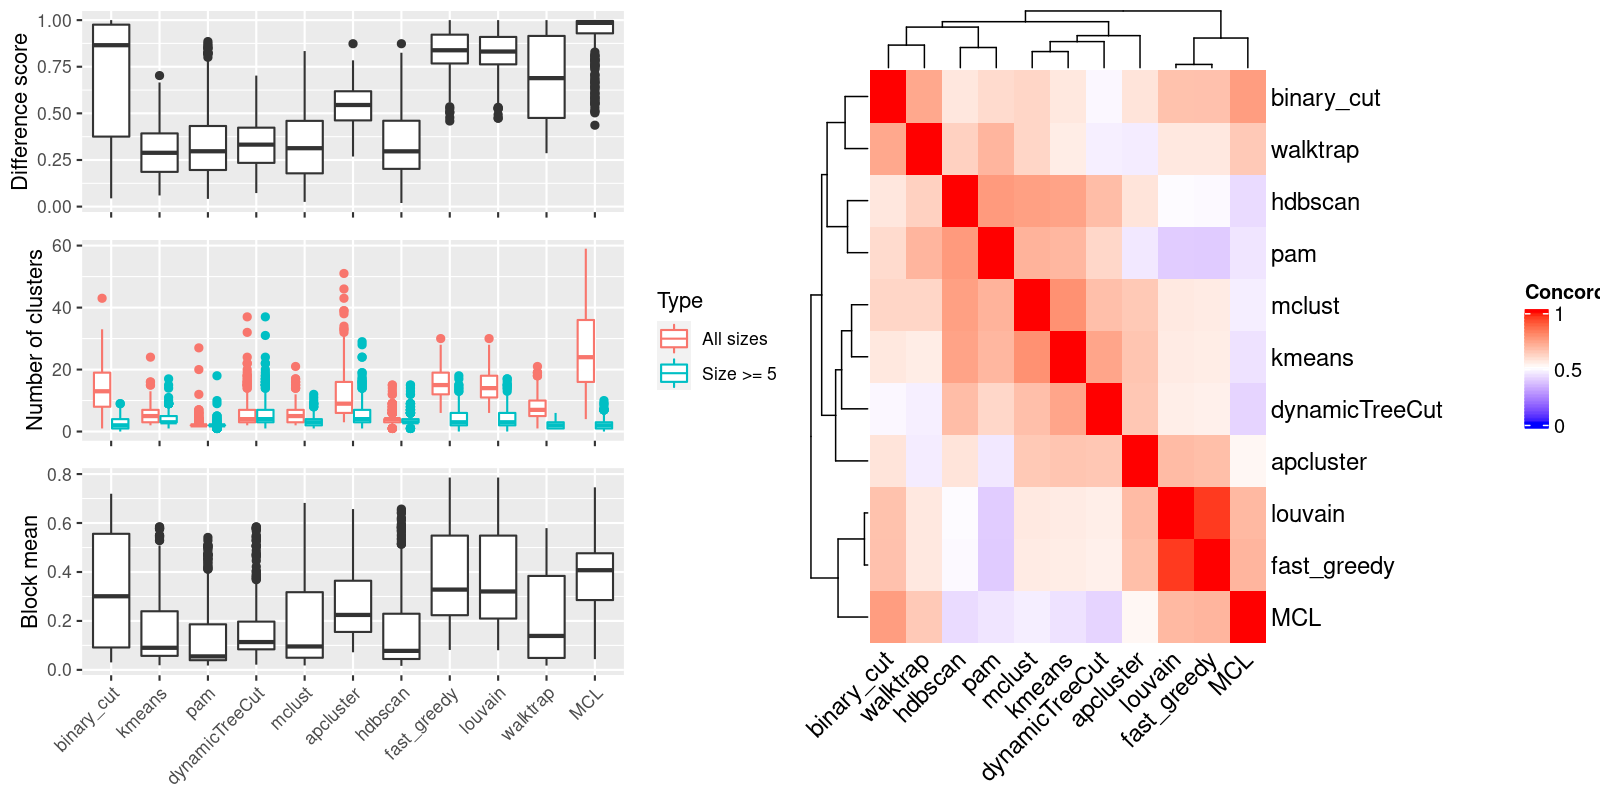 Difference score
1.00
0.75
0.50
0.25
0.00
Number of clusters
60
40
20
0
Block mean
0.8
0.6
0.4
0.2
0.0
binary_cut
kmeans
pam
dynamicTreeCut
mclust
apcluster
hdbscan
fast_greedy
louvain
walktrap
MCL
Type
All sizes
Size >= 5
binary_cut
walktrap
hdbscan
pam
mclust
kmeans
dynamicTreeCut
apcluster
louvain
fast_greedy
MCL
binary_cut
walktrap
hdbscan
pam
mclust
kmeans
dynamicTreeCut
apcluster
louvain
fast_greedy
MCL
Concor
1
0.5
0